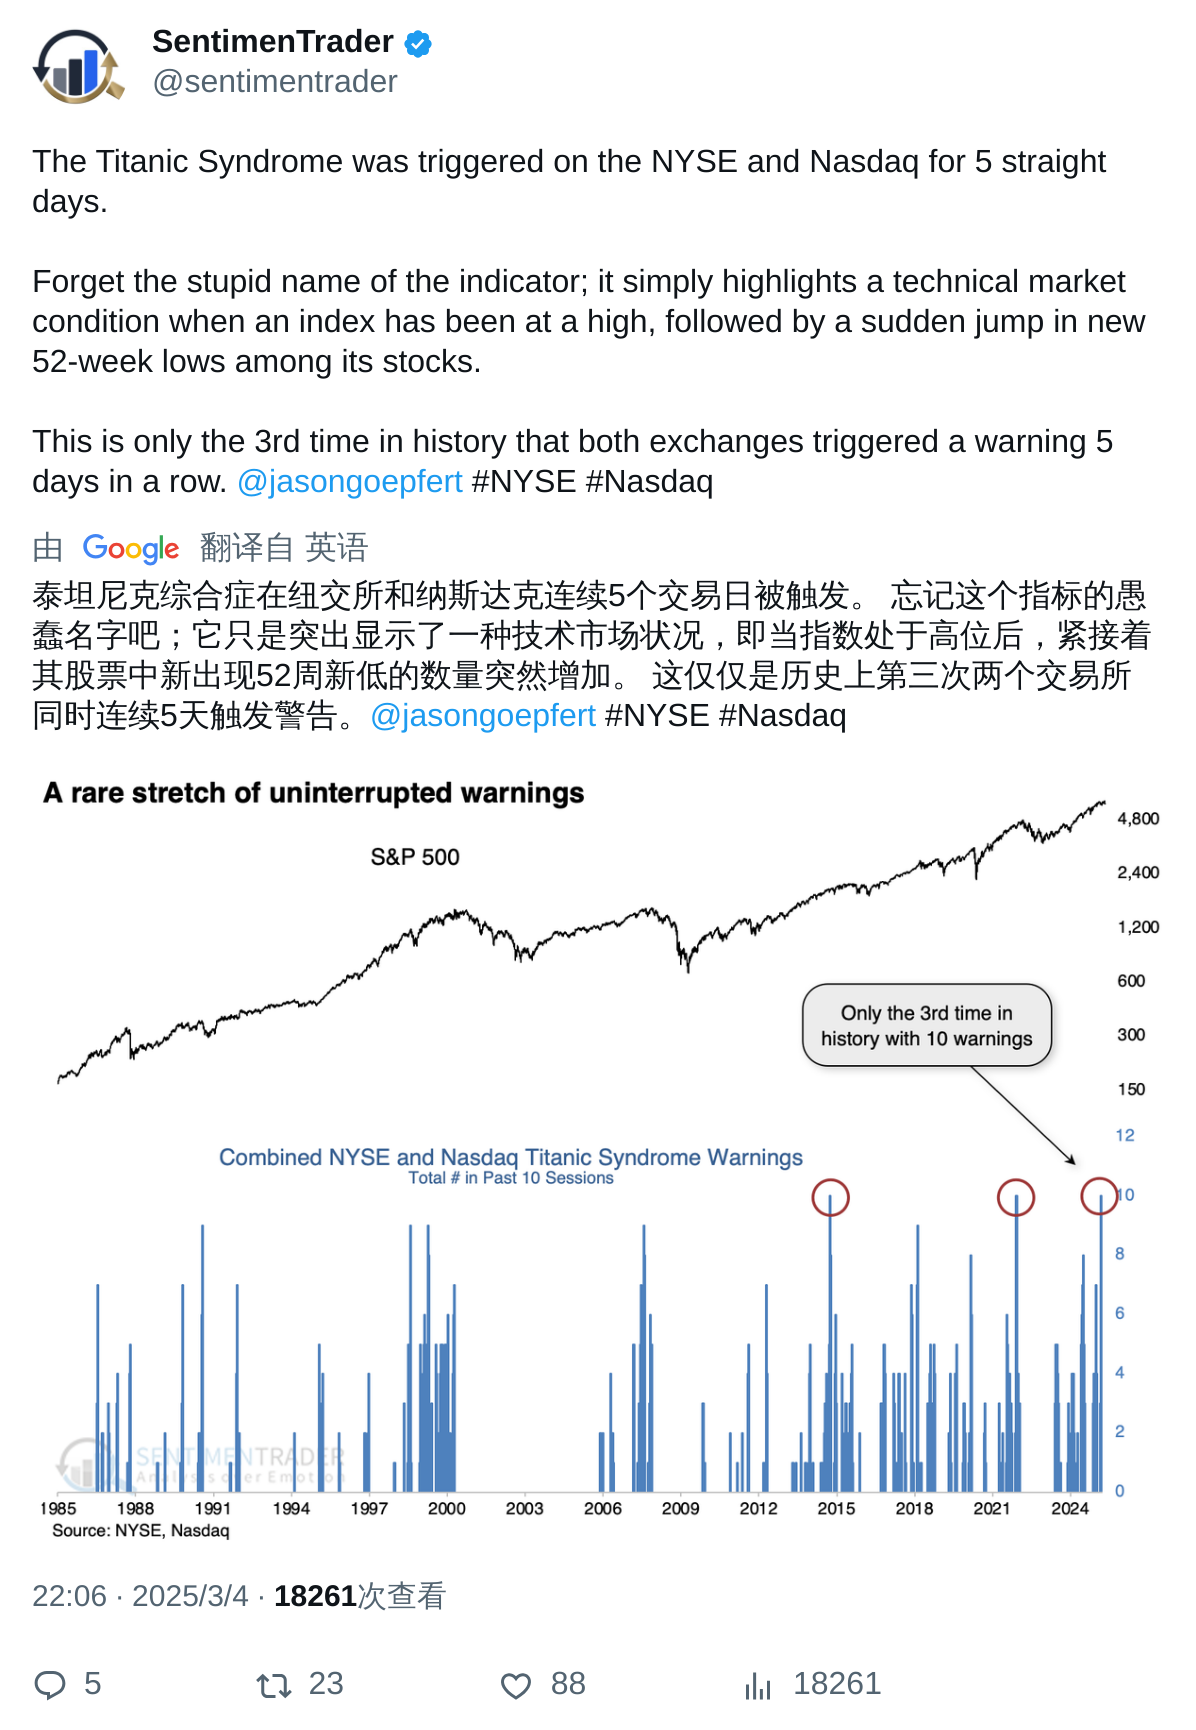 SentimenTrader
@sentimentrader
The Titanic Syndrome was triggered on the NYSE and Nasdaq for 5 straight
days.
Forget the stupid name of the indicator; it simply highlights a technical market
condition when an index has been at a high, followed by a sudden jump in new
52-week lows among its stocks.
This is only the 3rd time in history that both exchanges triggered a warning 5
days in a row. @jasongoepfert #NYSE #Nasdaq
由 Google 翻译自 英语
泰坦尼克综合症在纽交所和纳斯达克连续5个交易日被触发。 忘记这个指标的愚
蠢名字吧；它只是突出显示了一种技术市场状况，即当指数处于高位后，紧接着
其股票中新出现52周新低的数量突然增加。 这仅仅是历史上第三次两个交易所
同时连续5天触发警告。@jasongoepfert #NYSE #Nasdaq
A rare stretch of uninterrupted warnings
S&P 500
4,800
2,400
1,200
600
300
150
Only the 3rd time in
history with 10 warnings
12
Combined NYSE and Nasdaq Titanic Syndrome Warnings
Total # in Past 10 Sessions
10
8
6
4
2
0
SENTIMENTRADER
Analysis over Emotion
1985 1988 1991 1994 1997 2000 2003 2006 2009 2012 2015 2018 2021 2024
Source: NYSE, Nasdaq
22:06 · 2025/3/4 · 18261次查看
5 23 88 18261